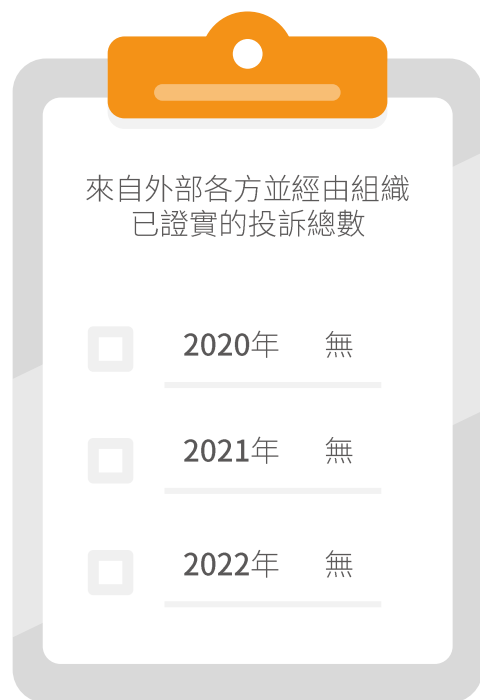 來自外部各方並經由組織
已證實的投訴總數
2020年 無
2021年 無
2022年 無